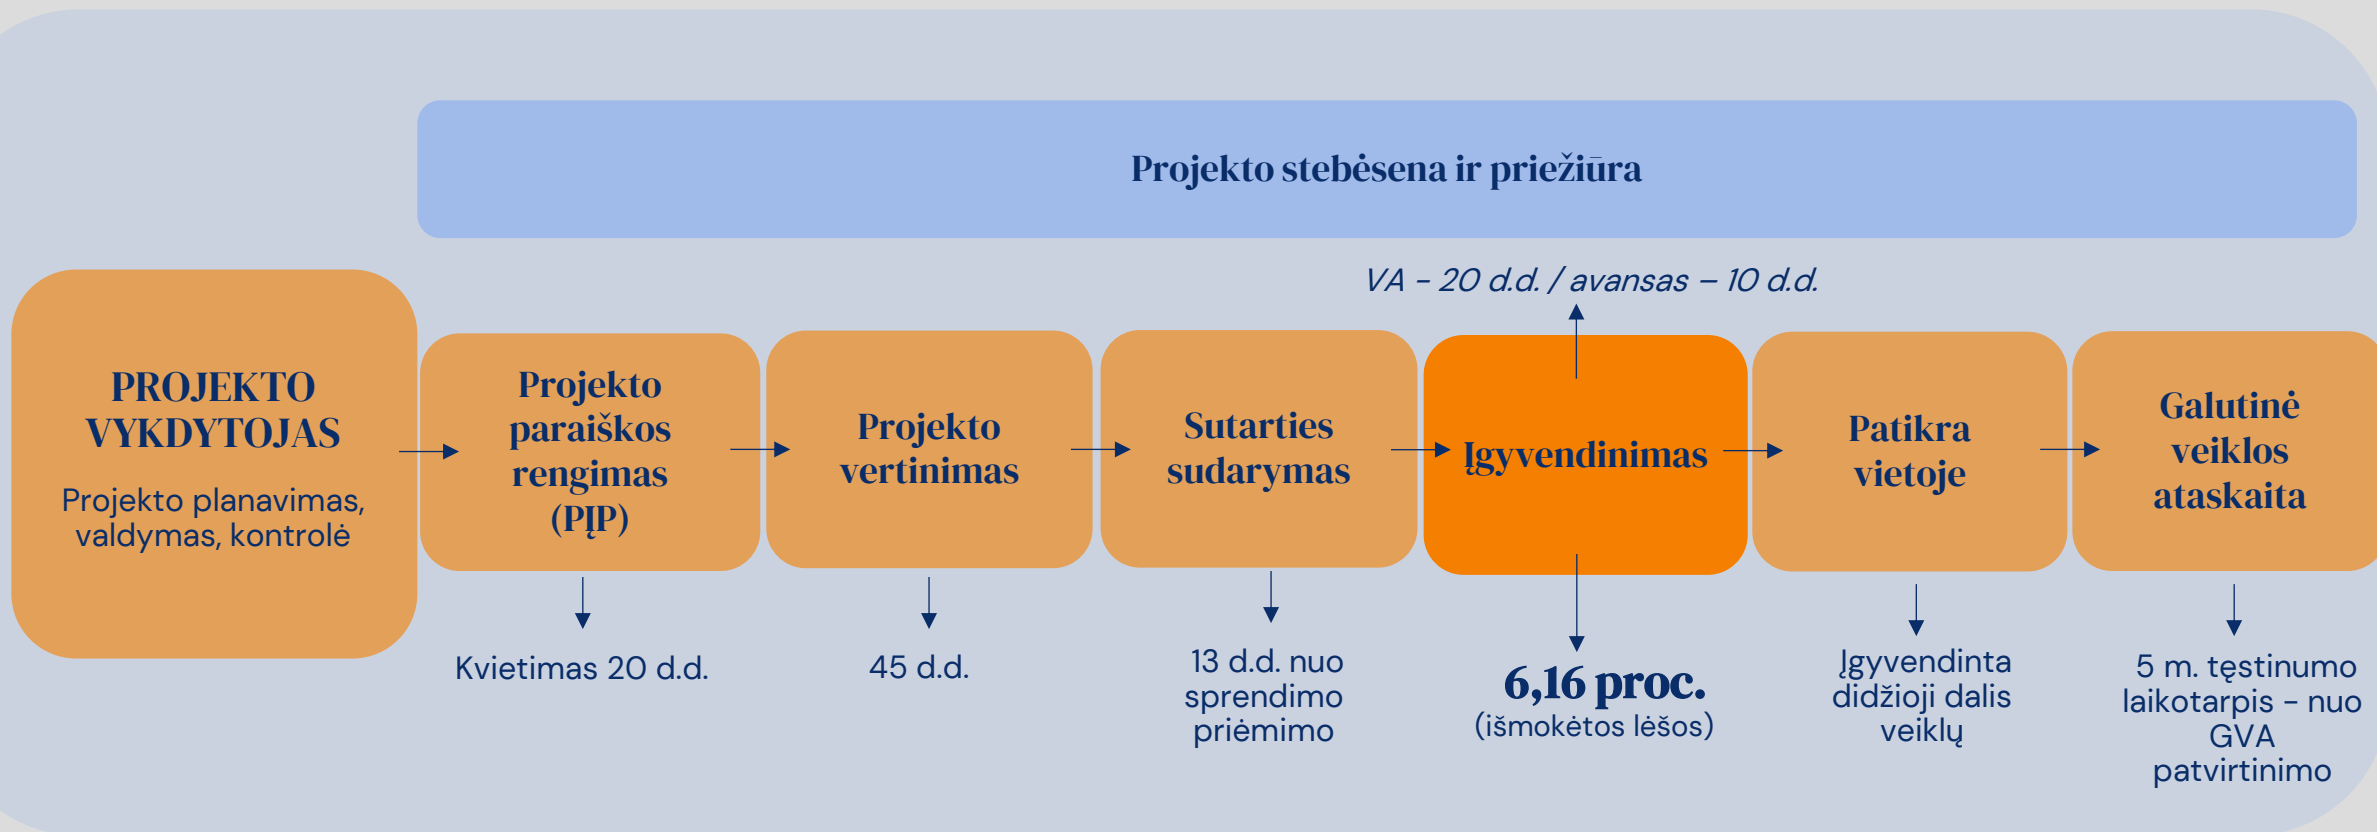 Projekto stebėsena ir priežiūra
VA - 20 d.d. / avansas – 10 d.d.
PROJEKTO
VYKDYTOJAS
Projekto planavimas,
valdymas, kontrolė
Projekto
paraiškos
rengimas
(PĮP)
Projekto
vertinimas
Sutarties
sudarymas
Įgyvendinimas
Patikra
vietoje
Galutinė
veiklos
ataskaita
Kvietimas 20 d.d.
45 d.d.
13 d.d. nuo
sprendimo
priėmimo
6,16 proc.
(išmokėtos lėšos)
Įgyvendinta
didžioji dalis
veiklų
5 m. tęstinumo
laikotarpis - nuo
GVA
patvirtinimo